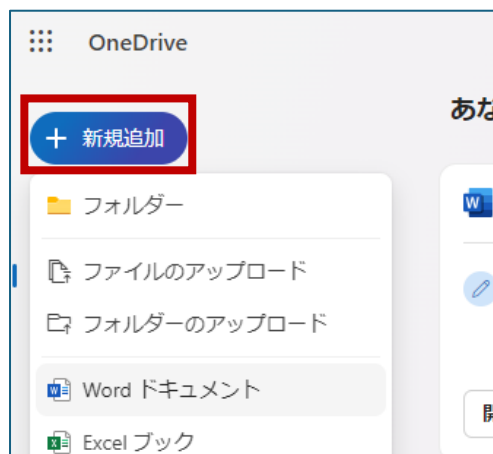 OneDrive
新規追加
あな
フォルダー
ファイルのアップロード
フォルダーのアップロード
Word ドキュメント
Excel ブック
開